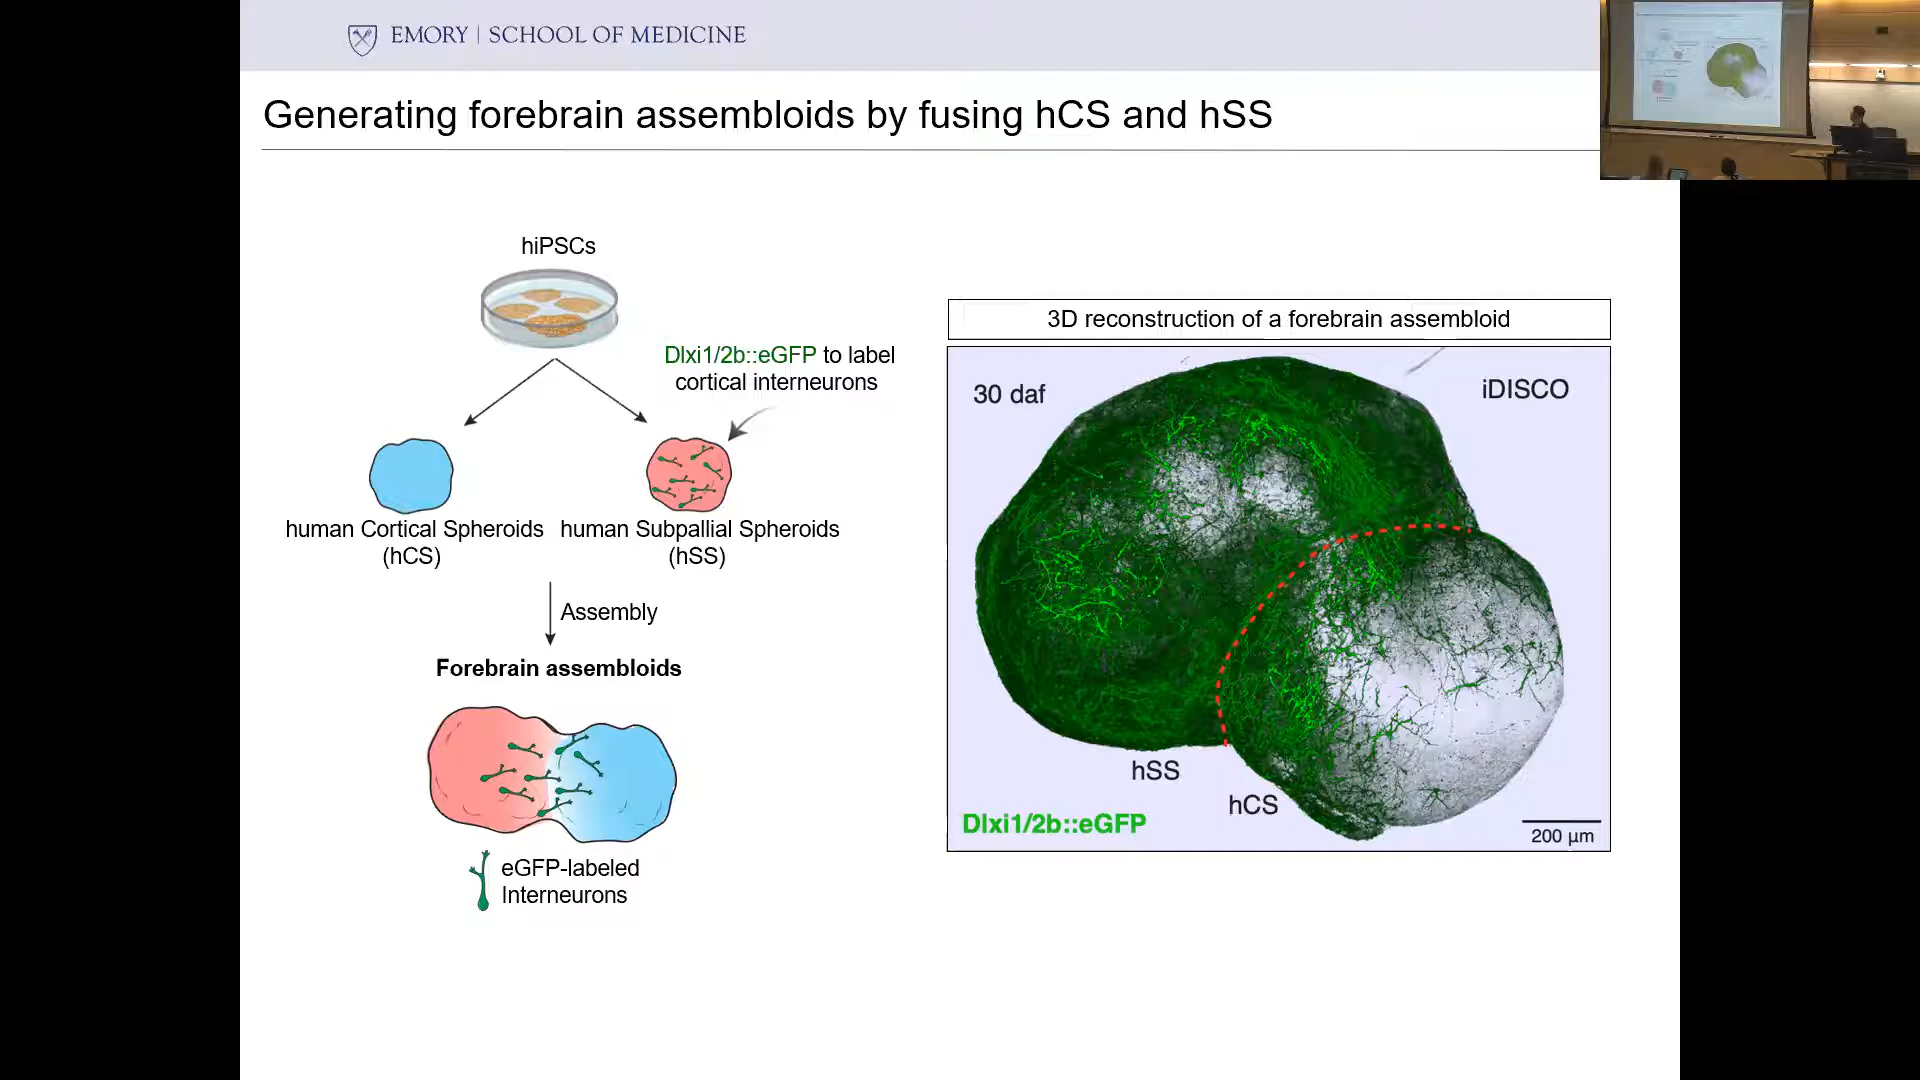 EMORY | SCHOOL OF MEDICINE
Generating forebrain assembloids by fusing hCS and hSS
hiPSCs
Dlxi1/2b::eGFP to label
cortical interneurons
human Cortical Spheroids
(hCS)
human Subpallial Spheroids
(hSS)
Assembly
Forebrain assembloids
eGFP-labeled
Interneurons
3D reconstruction of a forebrain assembloid
30 daf
iDISCO
hSS
hCS
Dlxi1/2b::eGFP
200 µm